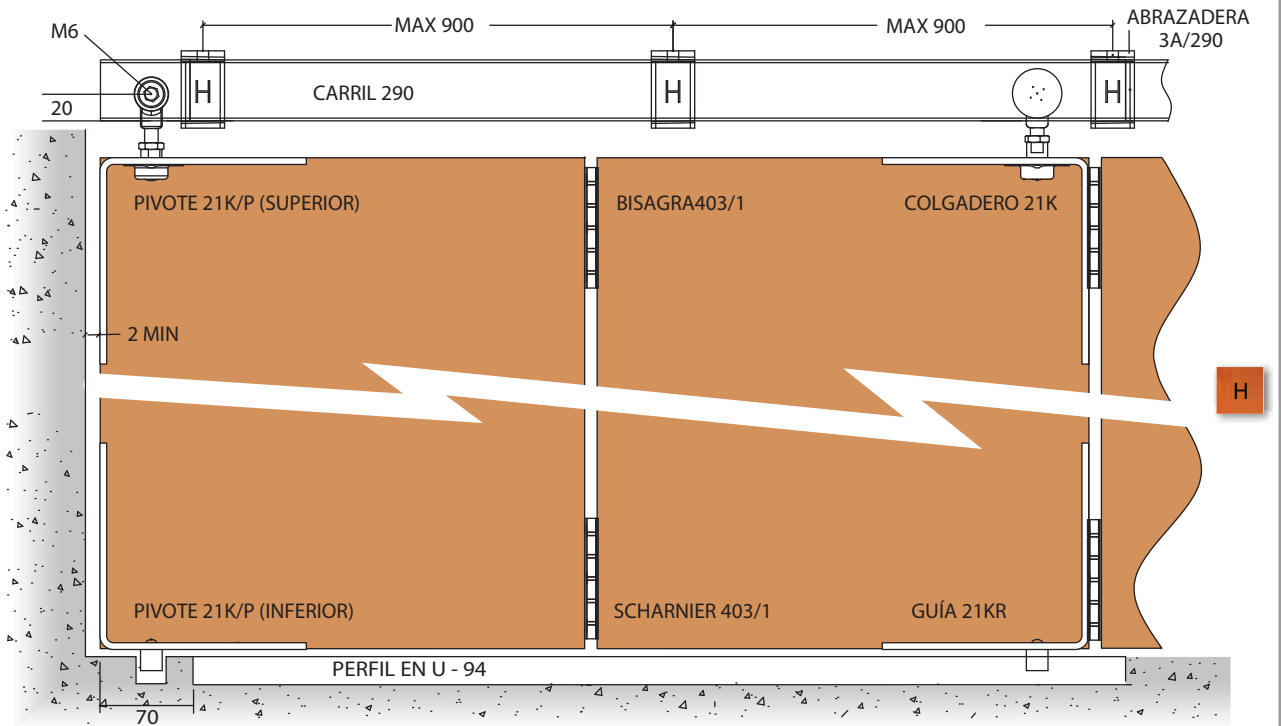 MAX 900
MAX 900
ABRAZADERA
3A/290
M6
H
H
H
CARRIL 290
20
PIVOTE 21K/P (SUPERIOR)
BISAGRA403/1
COLGADERO 21K
2 MIN
H
PIVOTE 21K/P (INFERIOR)
SCHARNIER 403/1
GUÍA 21KR
PERFIL EN U - 94
70